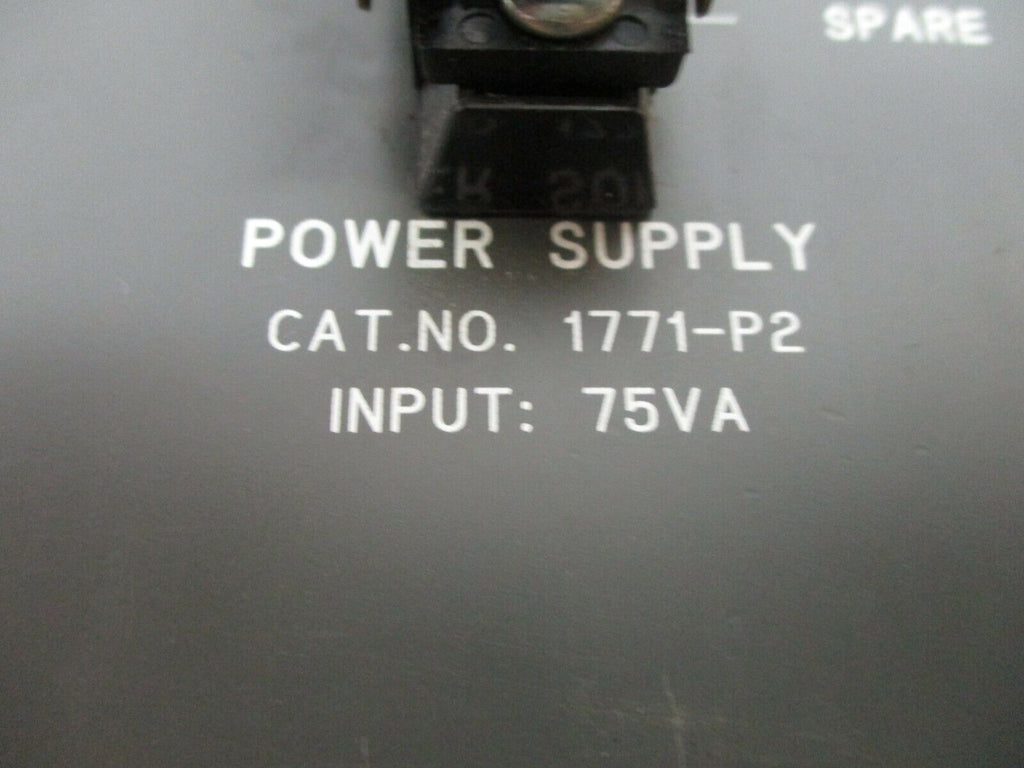 SPARE
POWER SUPPLY
CAT.NO. 1771-P2
INPUT: 75VA